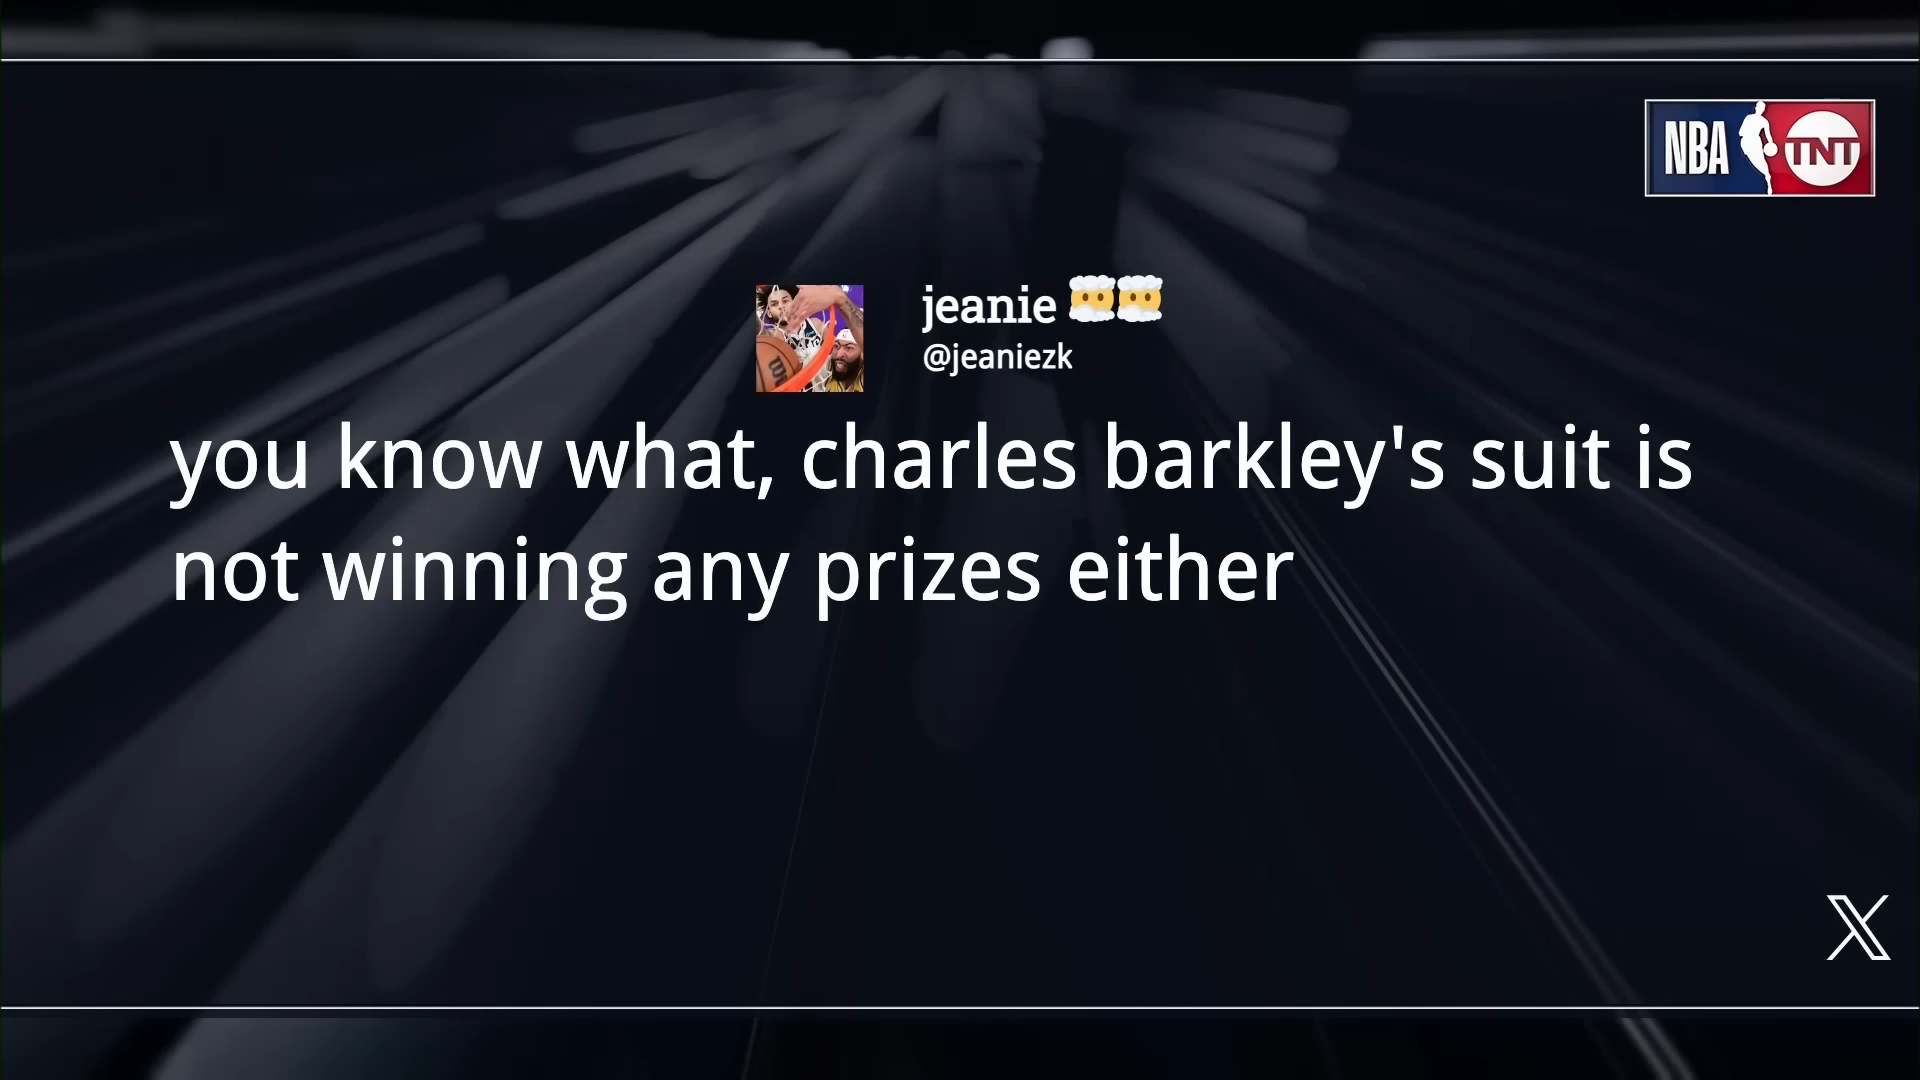 NBA TNT
jeanie 😶‍🌫️😶‍🌫️
@jeaniezk
you know what, charles barkley's suit is
not winning any prizes either
X